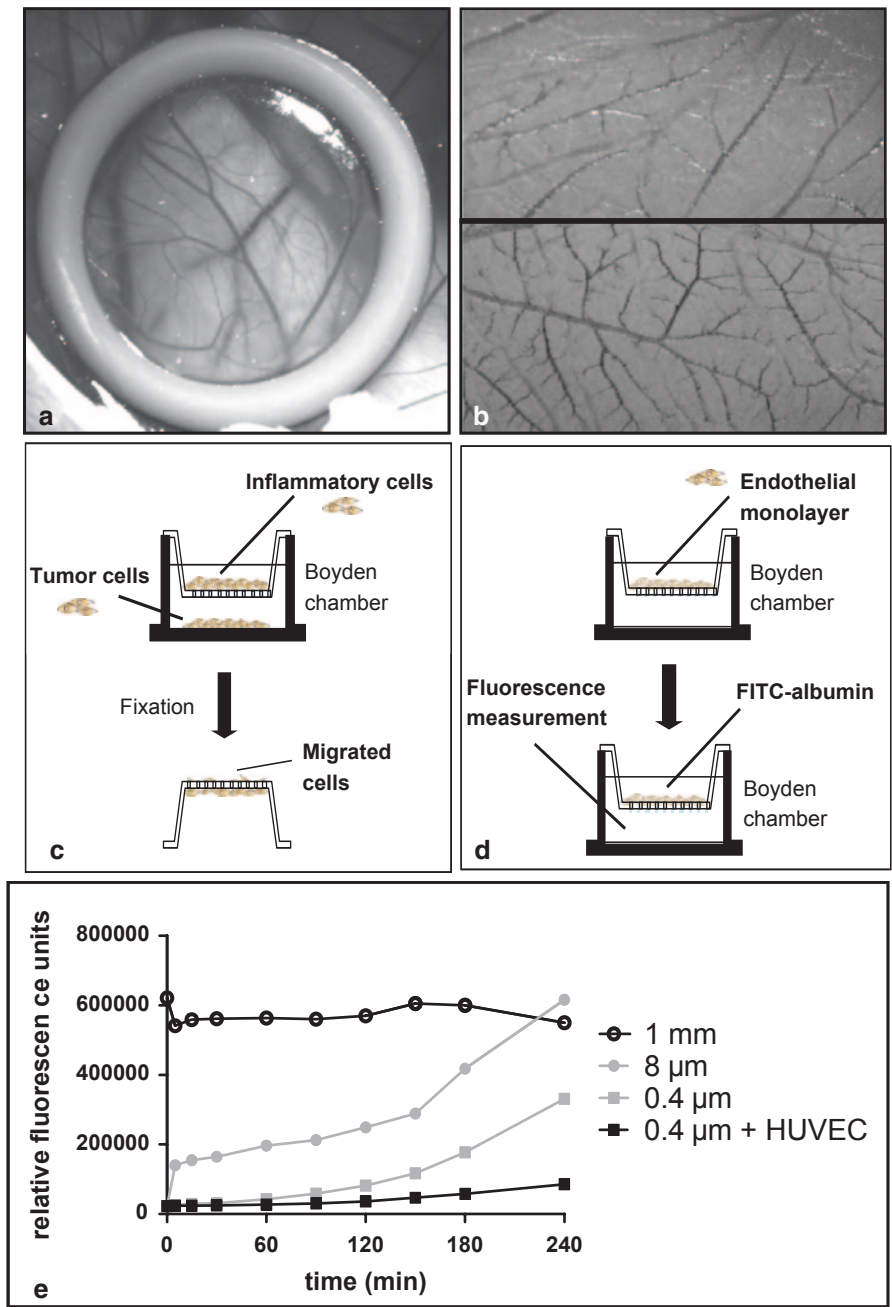 a
b
Inflammatory cells
Tumor cells
Boyden
chamber
Fixation
Migrated
cells
c
Endothelial
monolayer
Boyden
chamber
Fluorescence
measurement
FITC-albumin
Boyden
chamber
d
relative fluorescen ce units
800000
600000
400000
200000
0
0
60
120
180
240
time (min)
1 mm
8 µm
0.4 µm
0.4 µm + HUVEC
e